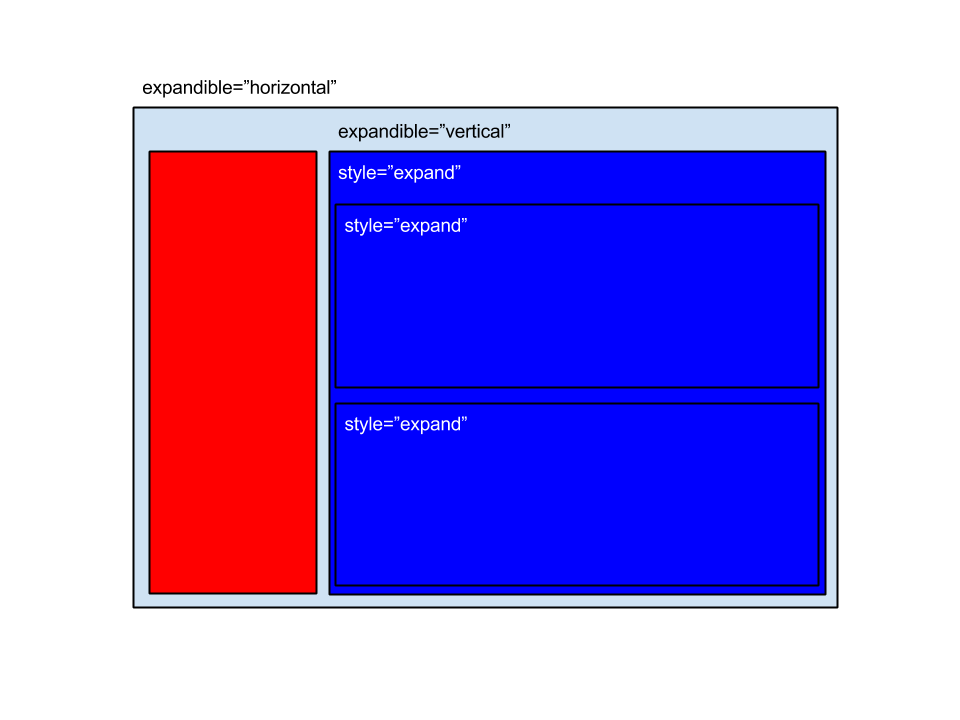 expandible=”horizontal”
expandible=”vertical”
style=”expand”
style=”expand”
style=”expand”